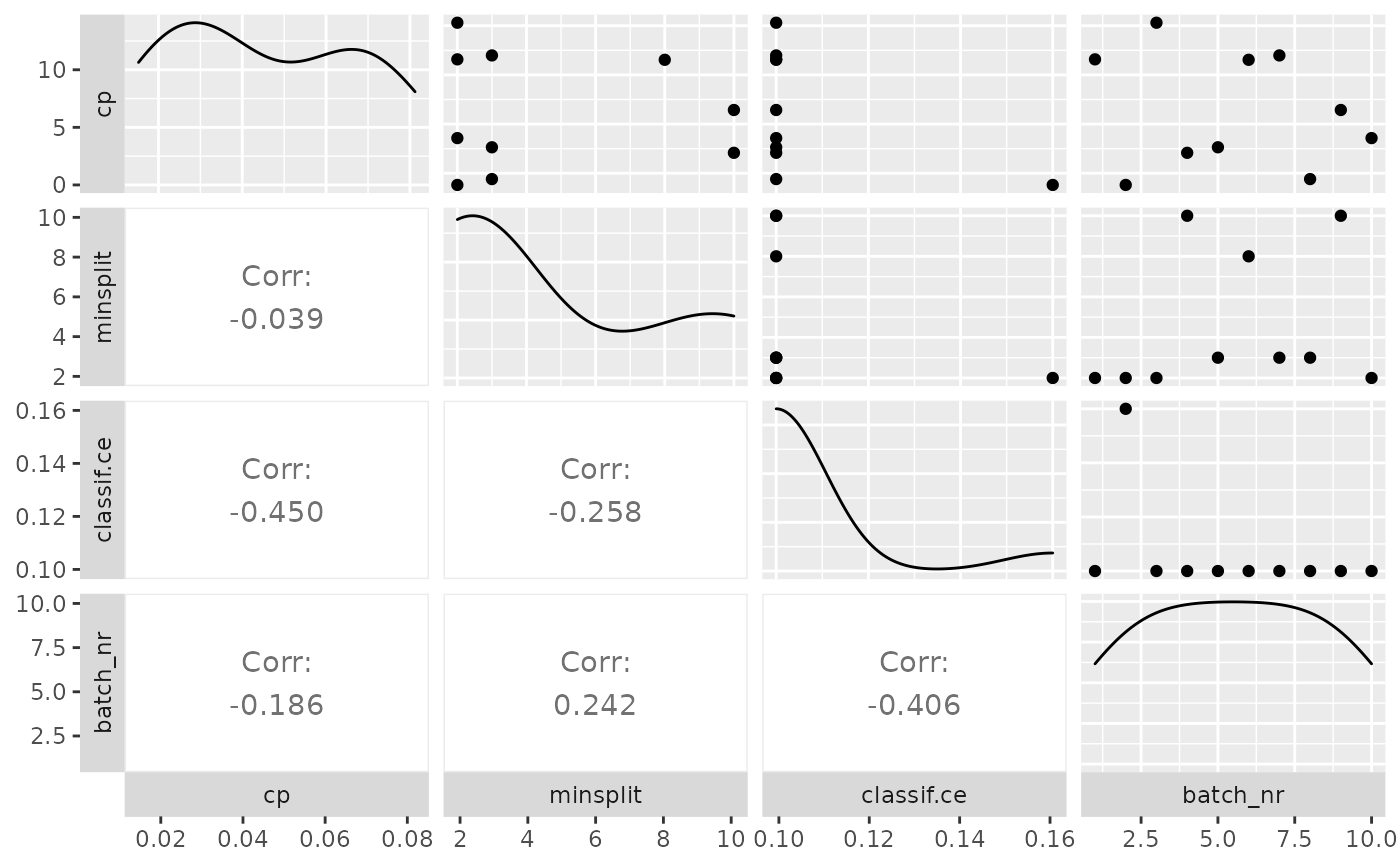 10
5
0
cp
10
8
6
4
2
minsplit
Corr:
-0.039
0.16
0.14
0.12
0.10
classif.ce
Corr:
-0.450
Corr:
-0.258
10.0
7.5
5.0
2.5
batch_nr
Corr:
-0.186
Corr:
0.242
Corr:
-0.406
cp minsplit classif.ce batch_nr
0.02 0.04 0.06 0.08 2 4 6 8 10 0.10 0.12 0.14 0.16 2.5 5.0 7.5 10.0